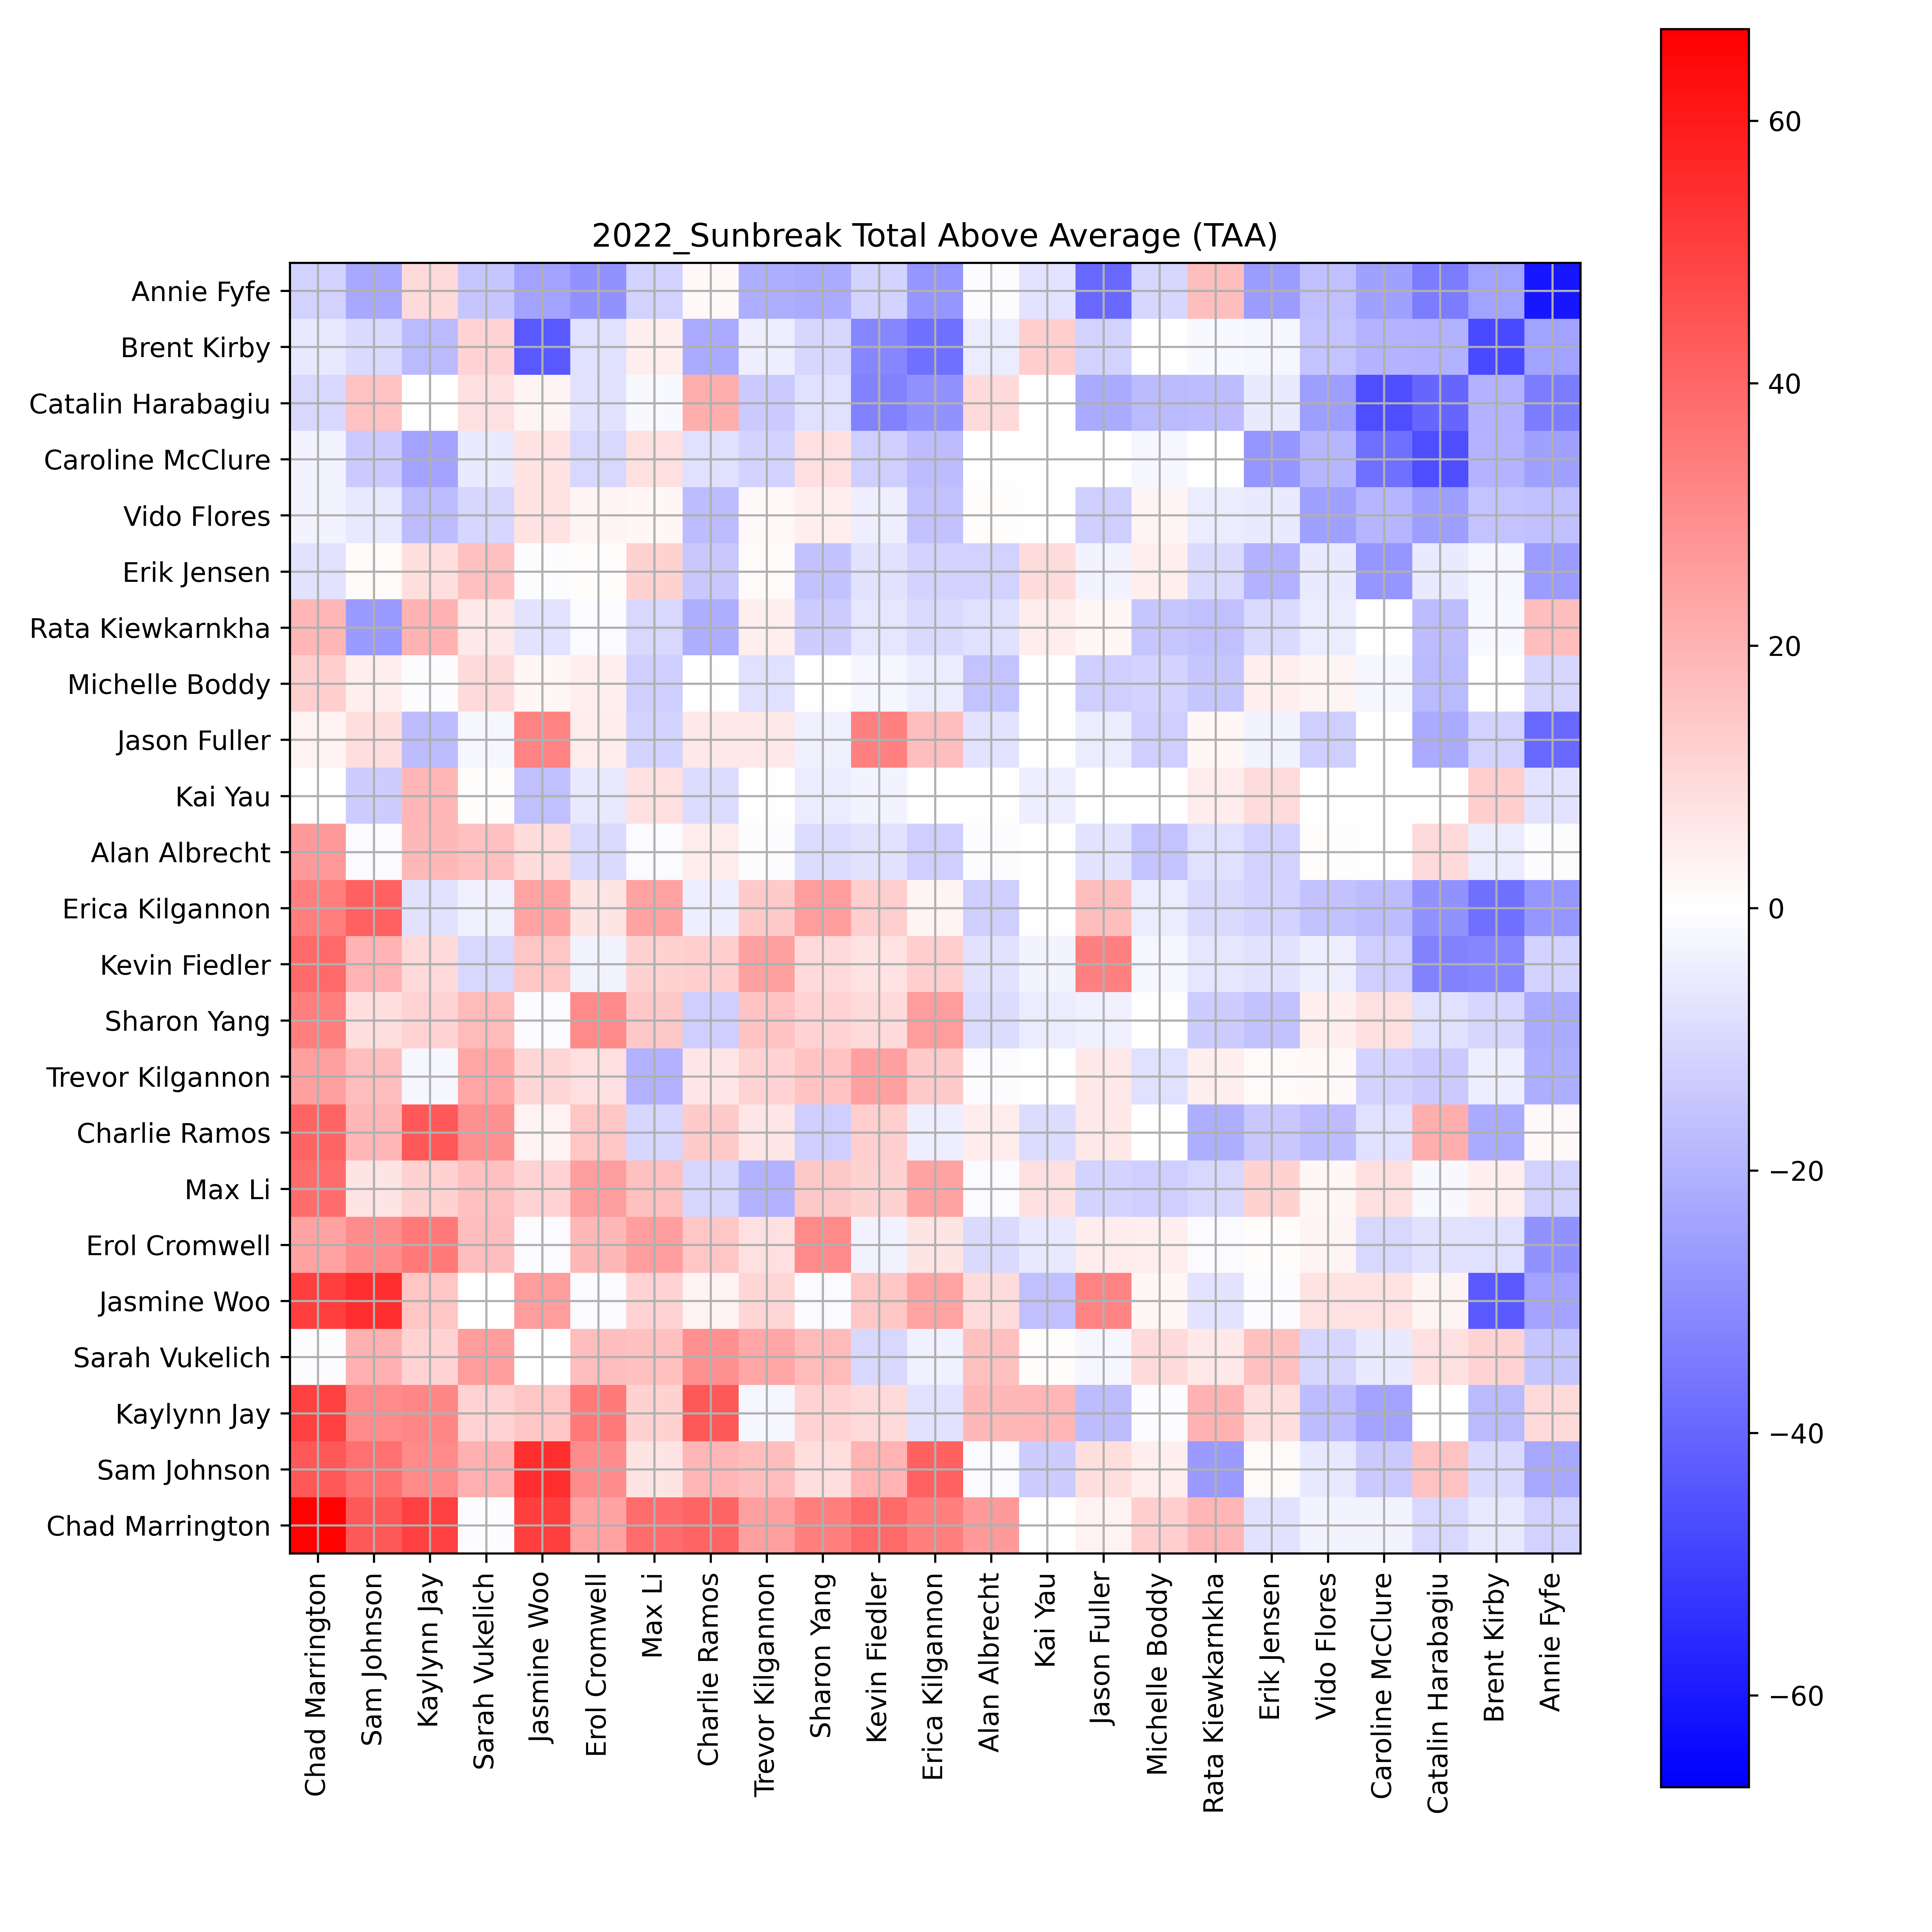 2022_Sunbreak Total Above Average (TAA)
Annie Fyfe
Brent Kirby
Catalin Harabagiu
Caroline McClure
Vido Flores
Erik Jensen
Rata Kiewkarnkha
Michelle Boddy
Jason Fuller
Kai Yau
Alan Albrecht
Erica Kilgannon
Kevin Fiedler
Sharon Yang
Trevor Kilgannon
Charlie Ramos
Max Li
Erol Cromwell
Jasmine Woo
Sarah Vukelich
Kaylynn Jay
Sam Johnson
Chad Marrington
Chad Marrington
Sam Johnson
Kaylynn Jay
Sarah Vukelich
Jasmine Woo
Erol Cromwell
Max Li
Charlie Ramos
Trevor Kilgannon
Sharon Yang
Kevin Fiedler
Erica Kilgannon
Alan Albrecht
Kai Yau
Jason Fuller
Michelle Boddy
Rata Kiewkarnkha
Erik Jensen
Vido Flores
Caroline McClure
Catalin Harabagiu
Brent Kirby
Annie Fyfe
60
40
20
0
−20
−40
−60